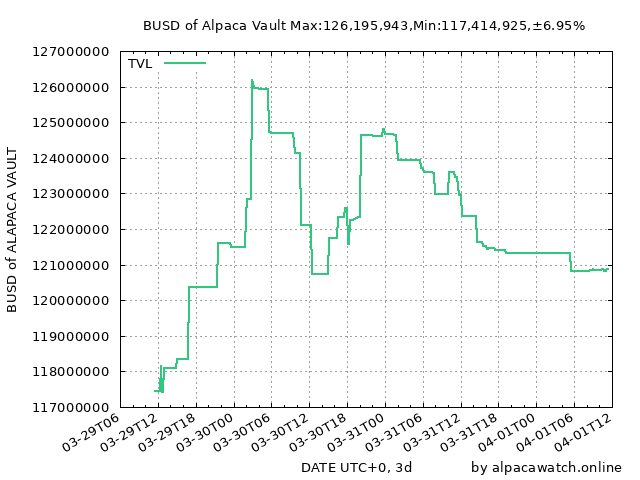 BUSD of Alpaca Vault Max:126,195,943,Min:117,414,925,±6.95%
TVL
BUSD of ALAPACA VAULT
127000000
126000000
125000000
124000000
123000000
122000000
121000000
120000000
119000000
118000000
117000000
03-29T06
03-29T12
03-29T18
03-30T00
03-30T06
03-30T12
03-30T18
03-31T00
03-31T06
03-31T12
03-31T18
04-01T00
04-01T06
04-01T12
DATE UTC+0, 3d
by alpacawatch.online